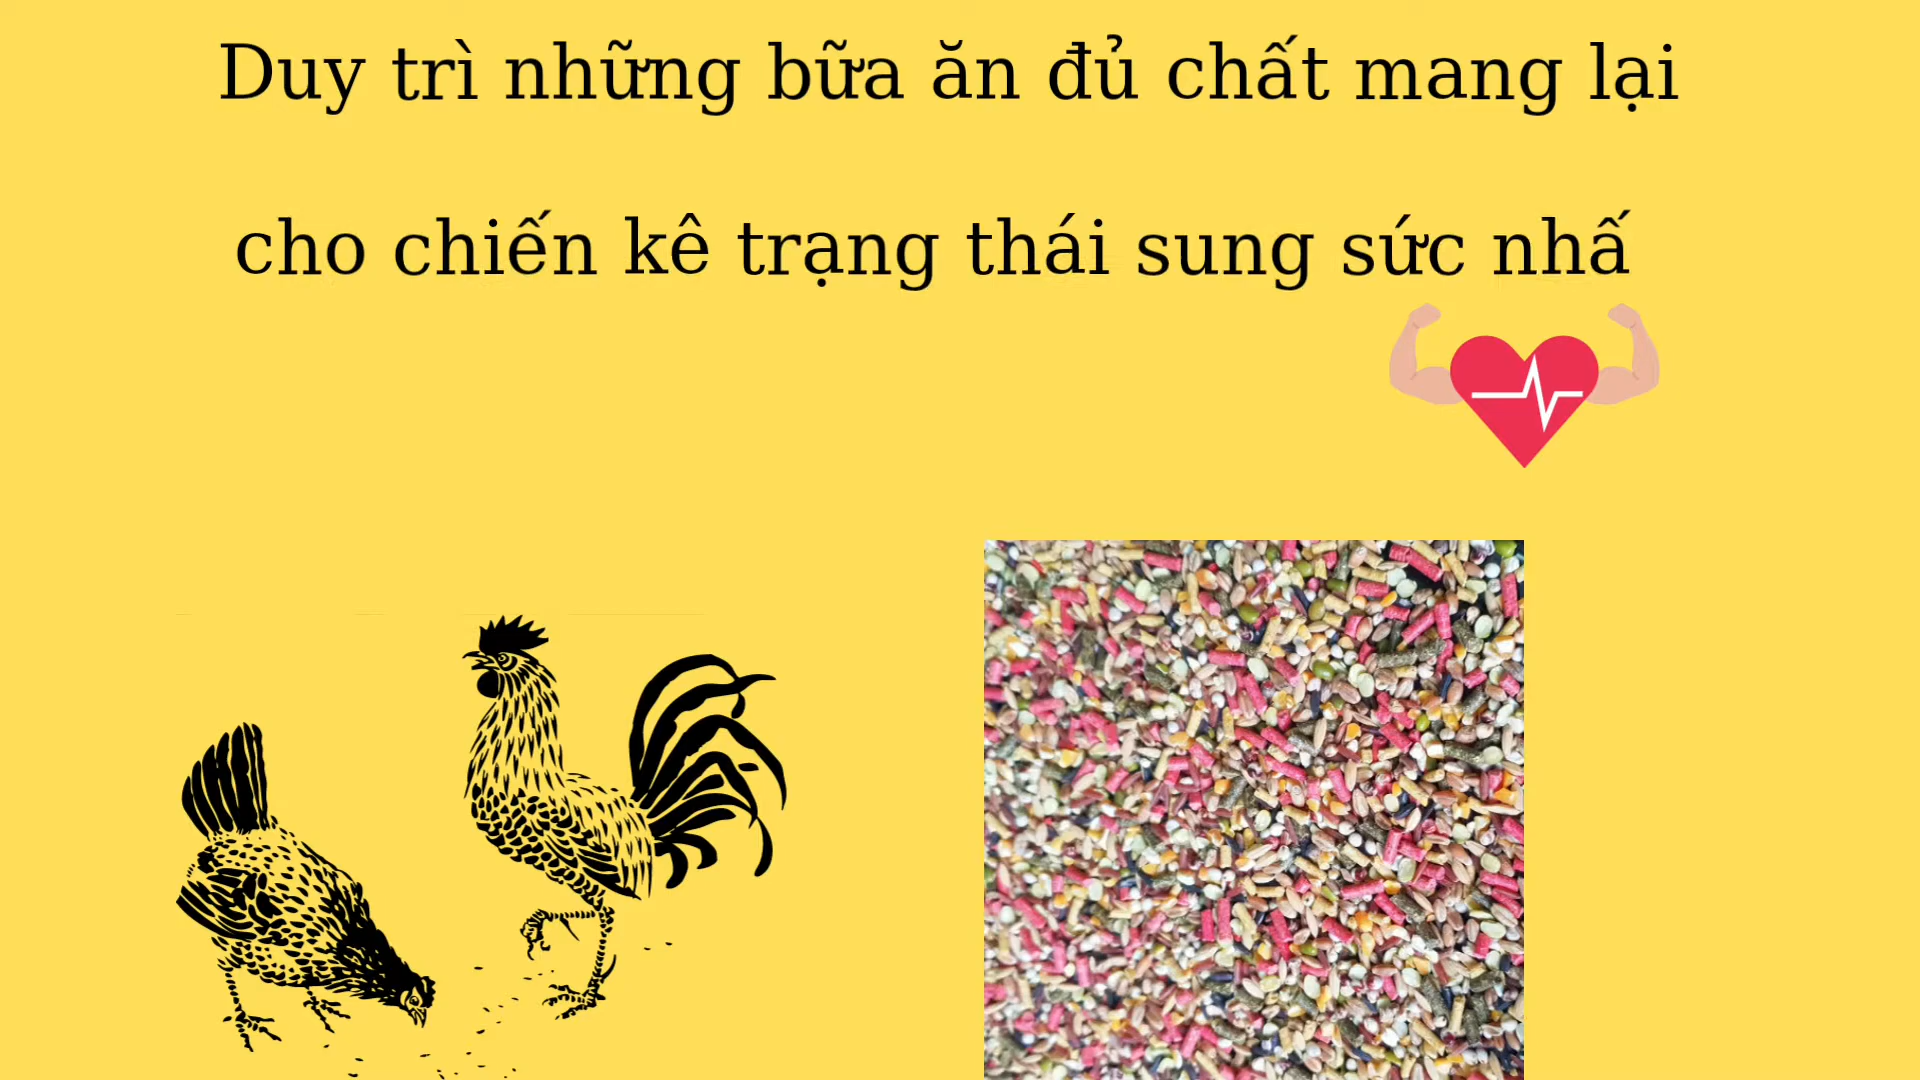 Duy trì những bữa ăn đủ chất mang lại
cho chiến kê trạng thái sung sức nhấ